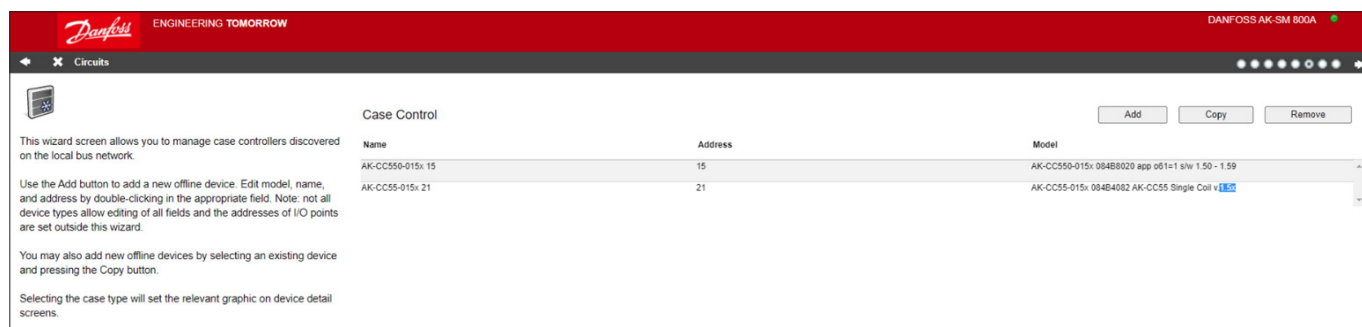 Danfoss
ENGINEERING TOMORROW
DANFOSS AK-SM 800A
Circuits
This wizard screen allows you to manage case controllers discovered
on the local bus network.
Use the Add button to add a new offline device. Edit model, name,
and address by double-clicking in the appropriate field. Note: not all
device types allow editing of all fields and the addresses of I/O points
are set outside this wizard.
You may also add new offline devices by selecting an existing device
and pressing the Copy button.
Selecting the case type will set the relevant graphic on device detail
screens.
Case Control
Add Copy Remove
Name Address Model
AK-CC550-015x 15 15 AK-CC550-015x 084B8020 app o61=1 s/w 1.50 - 1.59
AK-CC55-015x 21 21 AK-CC55-015x 084B4082 AK-CC55 Single Coil v.1.5x